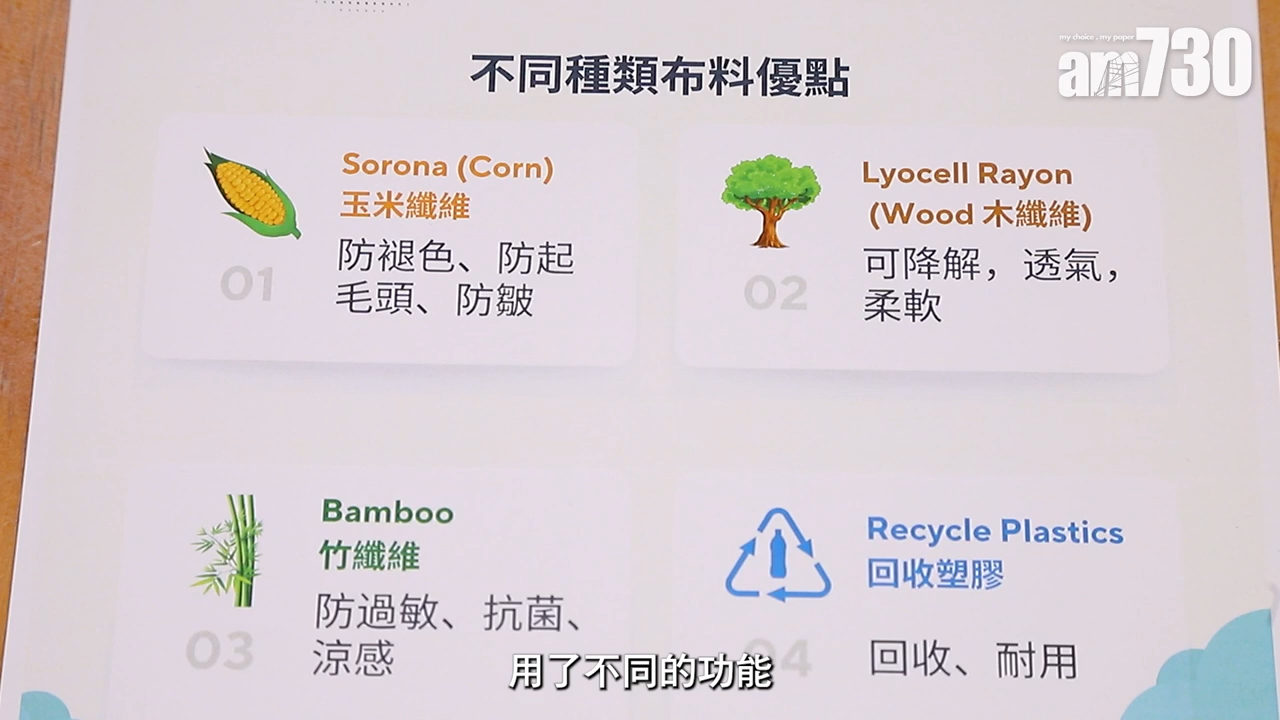 my choice . my paper
am730
不同種類布料優點
Sorona (Corn)
玉米纖維
防褪色、防起
毛頭、防皺
01
Lyocell Rayon
(Wood 木纖維)
可降解，透氣，
柔軟
02
Bamboo
竹纖維
防過敏、抗菌、
涼感
03
Recycle Plastics
回收塑膠
回收、耐用
04
用了不同的功能